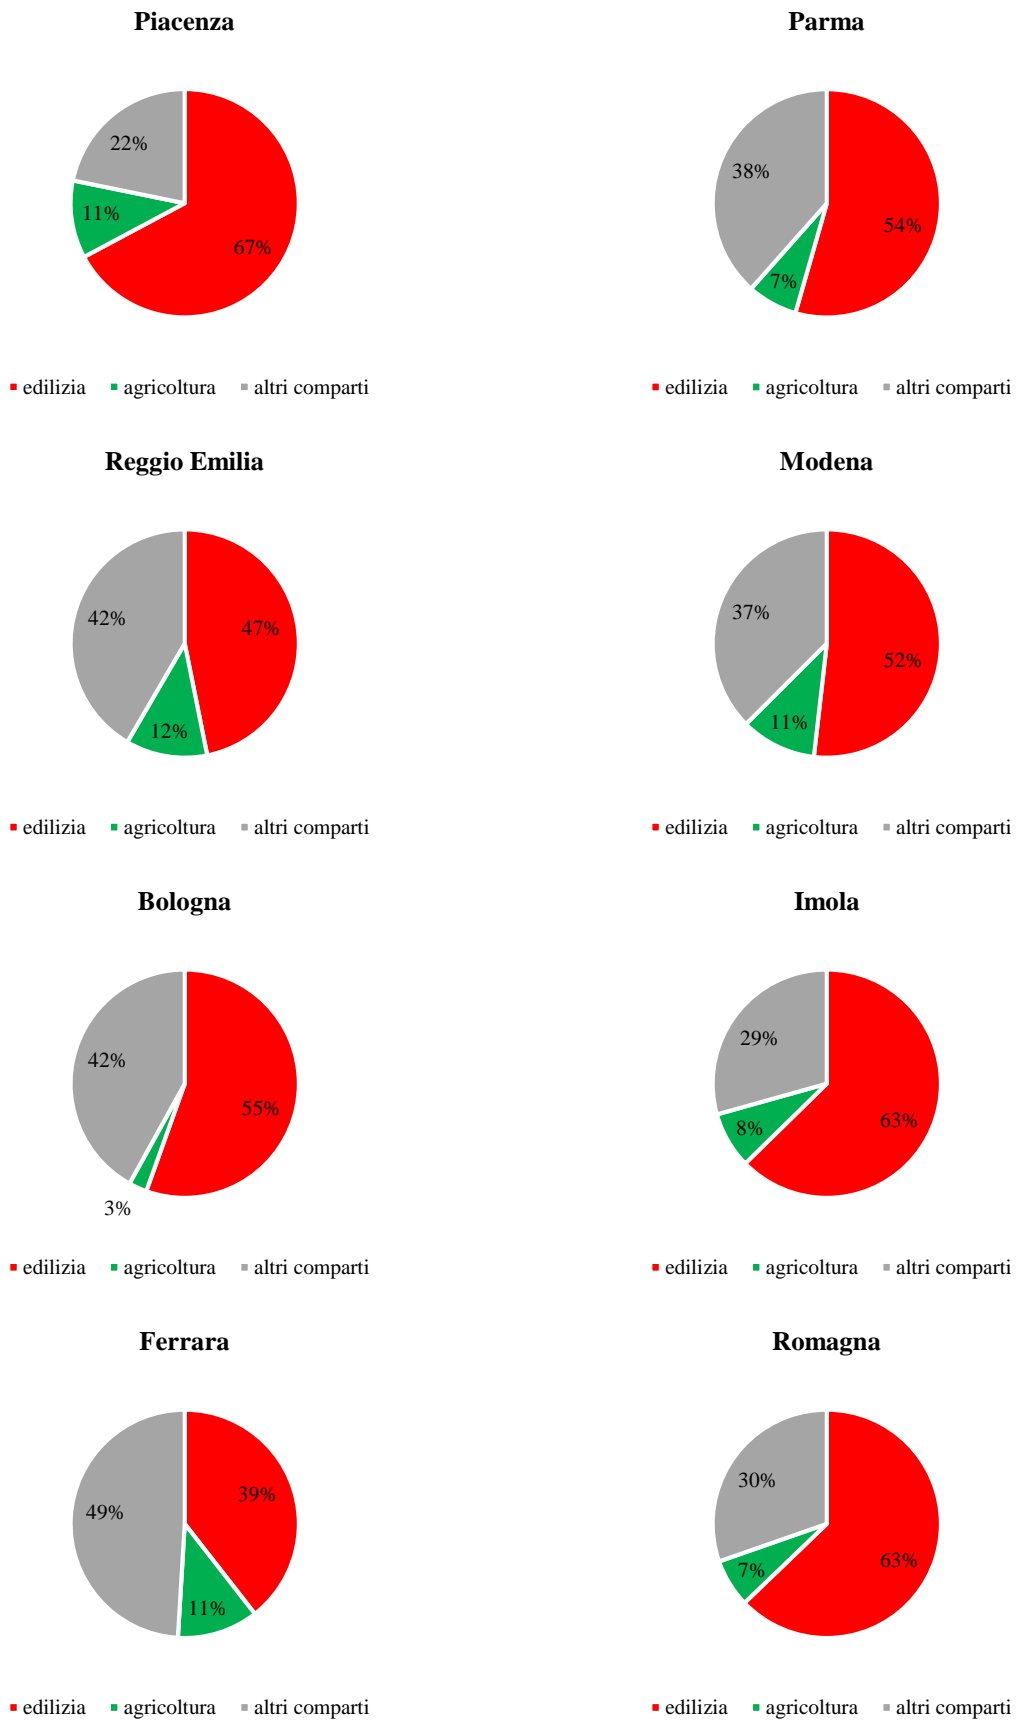 Piacenza
22%
11%
67%
edilizia agricoltura altri comparti
Parma
38%
54%
7%
edilizia agricoltura altri comparti
Reggio Emilia
42%
47%
12%
edilizia agricoltura altri comparti
Modena
37%
52%
11%
edilizia agricoltura altri comparti
Bologna
42%
55%
3%
edilizia agricoltura altri comparti
Imola
29%
63%
8%
edilizia agricoltura altri comparti
Ferrara
39%
49%
11%
edilizia agricoltura altri comparti
Romagna
30%
63%
7%
edilizia agricoltura altri comparti